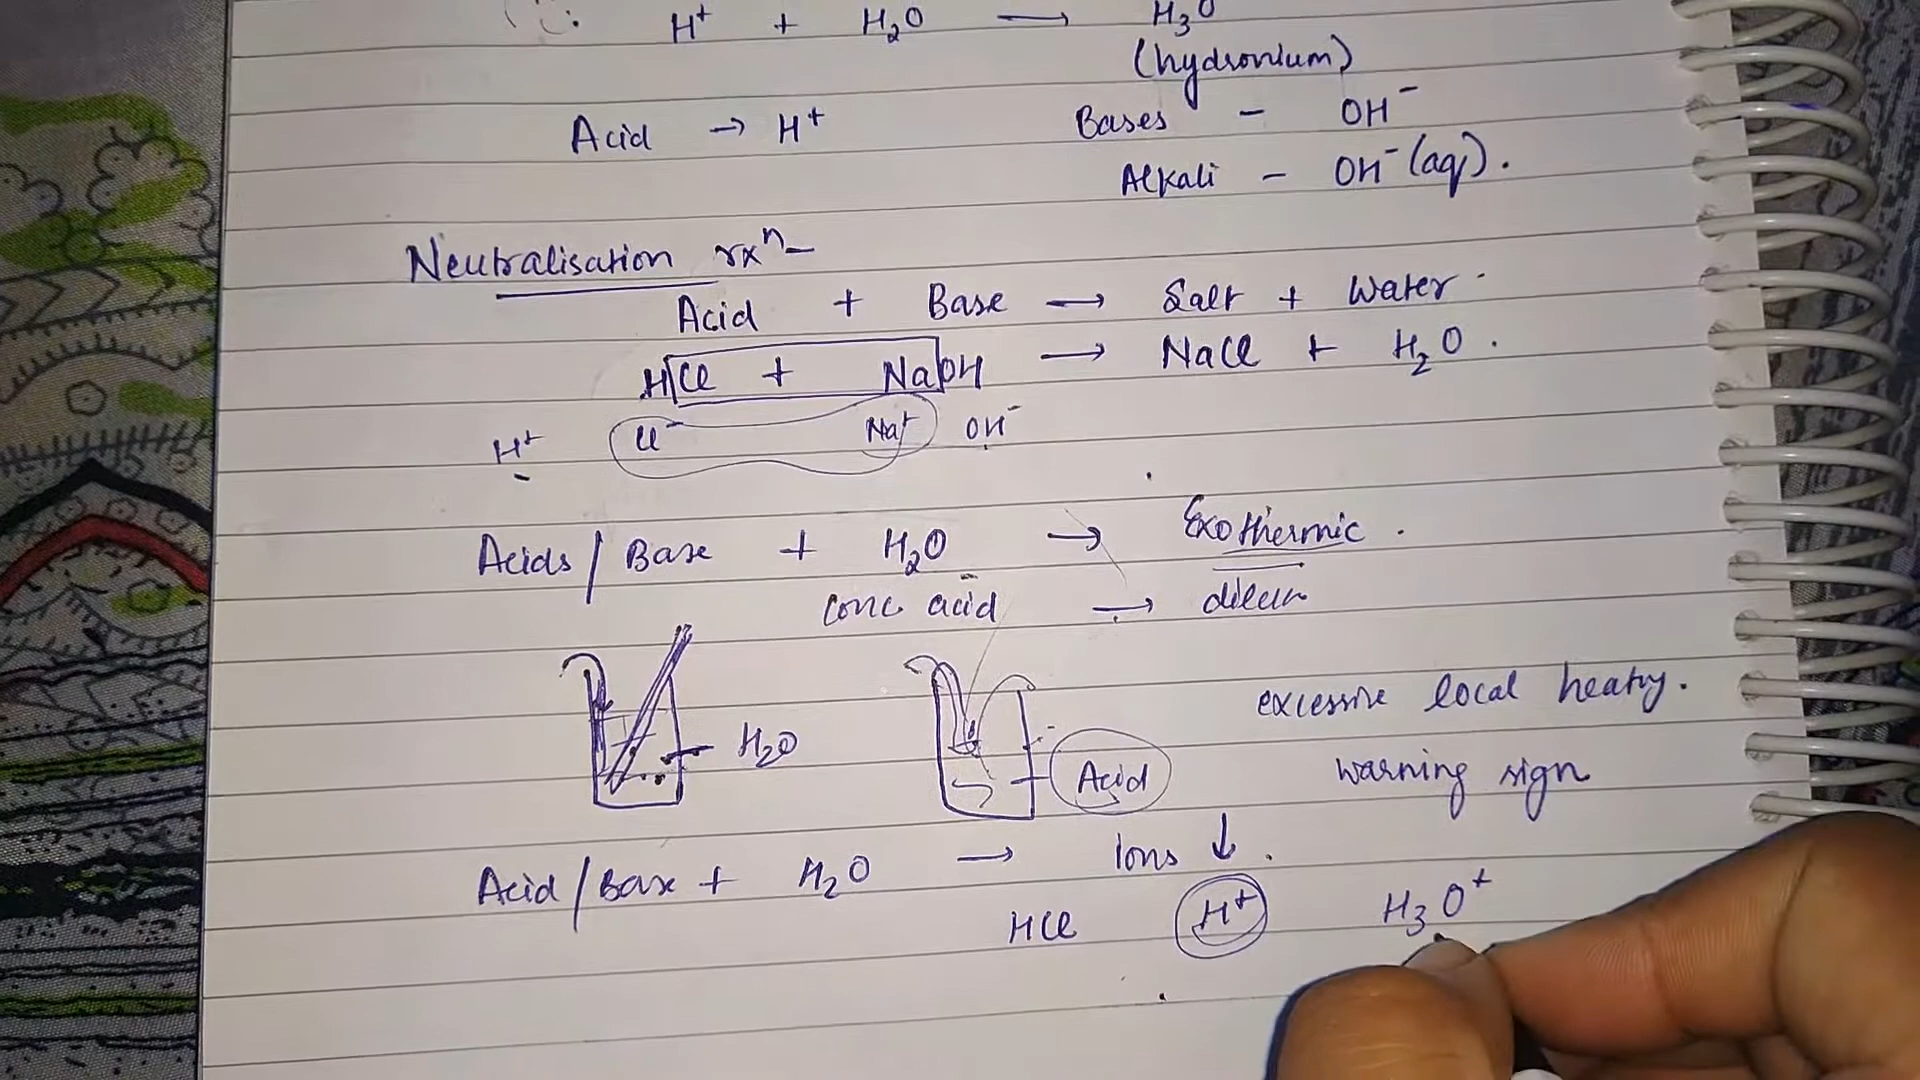 H⁺ + H₂O → H₃O
(hydronium)
Acid → H⁺
Bases - OH⁻
Alkali - OH⁻(aq).
Neutralisation rxⁿ-
Acid + Base → Salt + Water.
HCl + NaOH → NaCl + H₂O.
H⁺ Cl⁻ Na⁺ OH⁻
Acids / Base + H₂O → Exothermic.
Conc acid →
H₂O
Acid
excessive local
warning sign
Acid / Base + H₂O → Ions ↓.
HCl H⁺ H₃O⁺